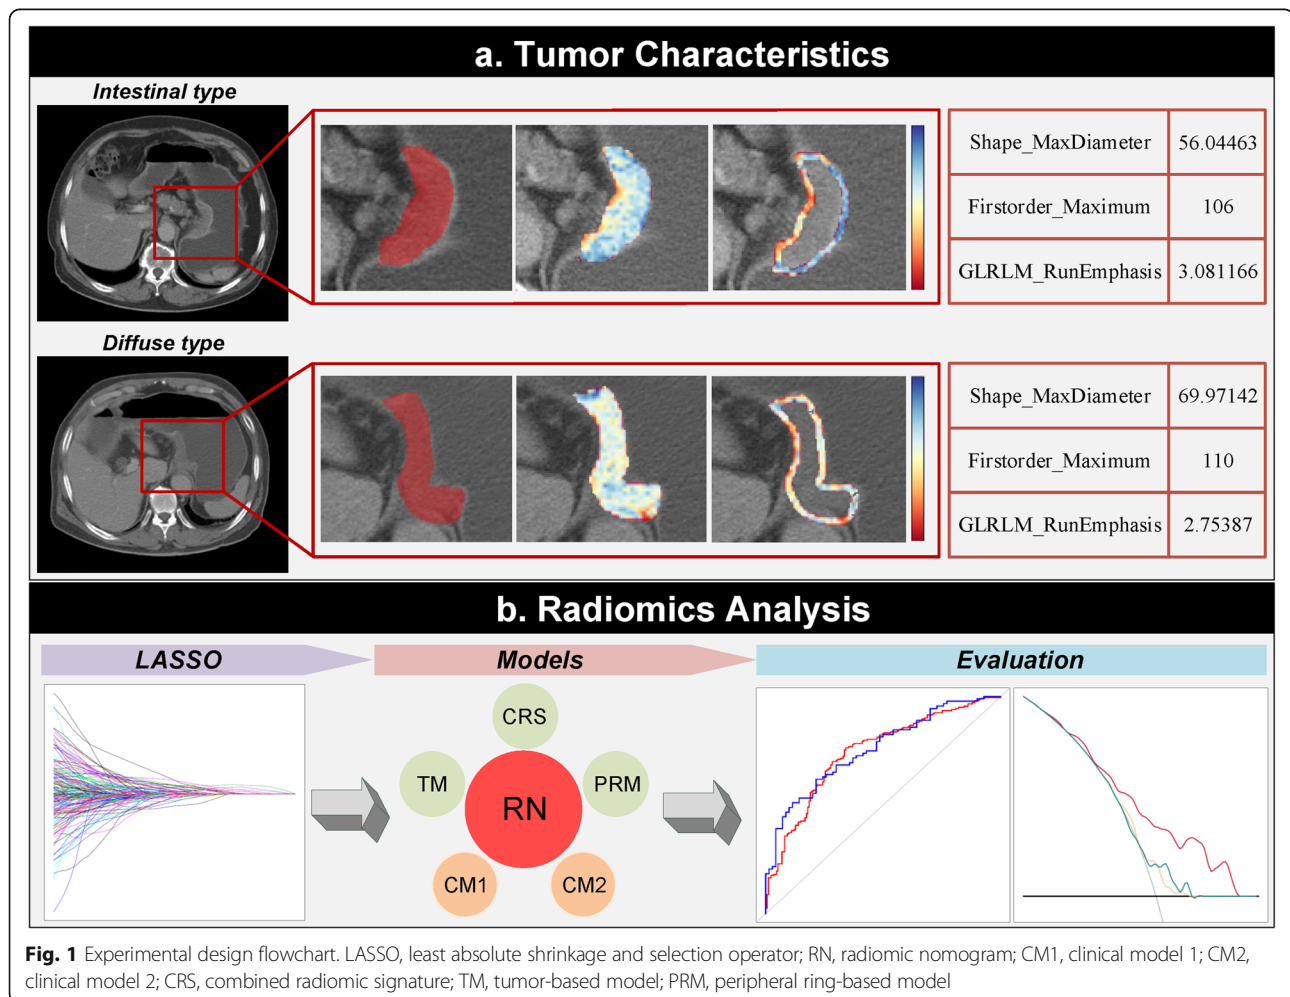 a. Tumor Characteristics
Intestinal type
Shape_MaxDiameter 56.04463
Firstorder_Maximum 106
GLRLM_RunEmphasis 3.081166
Diffuse type
Shape_MaxDiameter 69.97142
Firstorder_Maximum 110
GLRLM_RunEmphasis 2.75387
b. Radiomics Analysis
LASSO Models Evaluation
CRS
TM RN PRM
CM1 CM2
Fig. 1 Experimental design flowchart. LASSO, least absolute shrinkage and selection operator; RN, radiomic nomogram; CM1, clinical model 1; CM2,
clinical model 2; CRS, combined radiomic signature; TM, tumor-based model; PRM, peripheral ring-based model